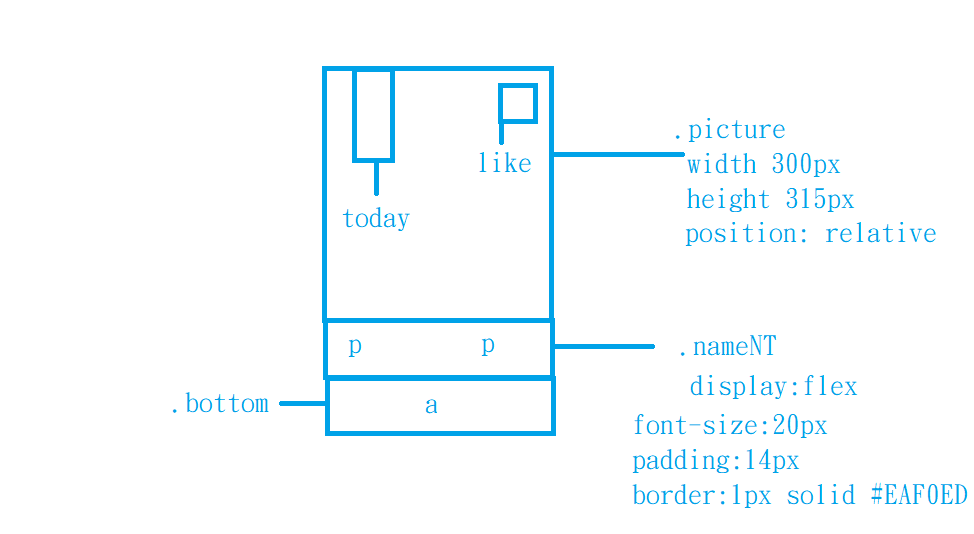 .picture
width 300px
like
height 315px
today
position: relative
p p
.nameNT
display:flex
.bottom
a
font-size:20px
padding:14px
border:1px solid #EAF0ED